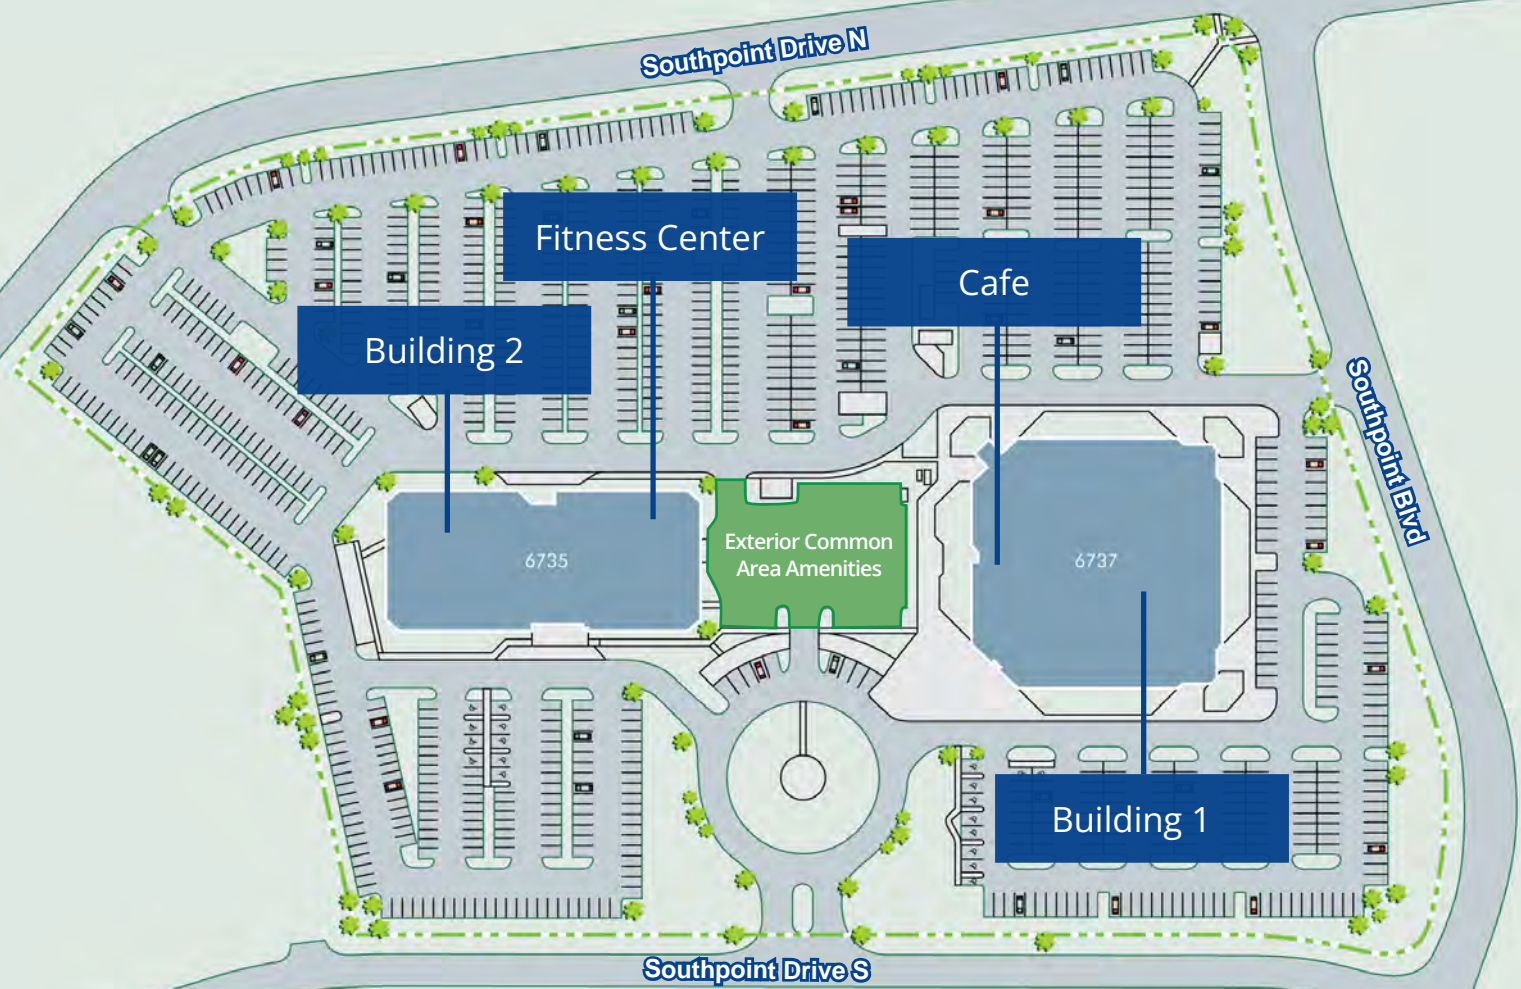 Southpoint Drive N
Fitness Center
Cafe
Building 2
Southpoint Blvd
Exterior Common
Area Amenities
6735
6737
Building 1
Southpoint Drive S